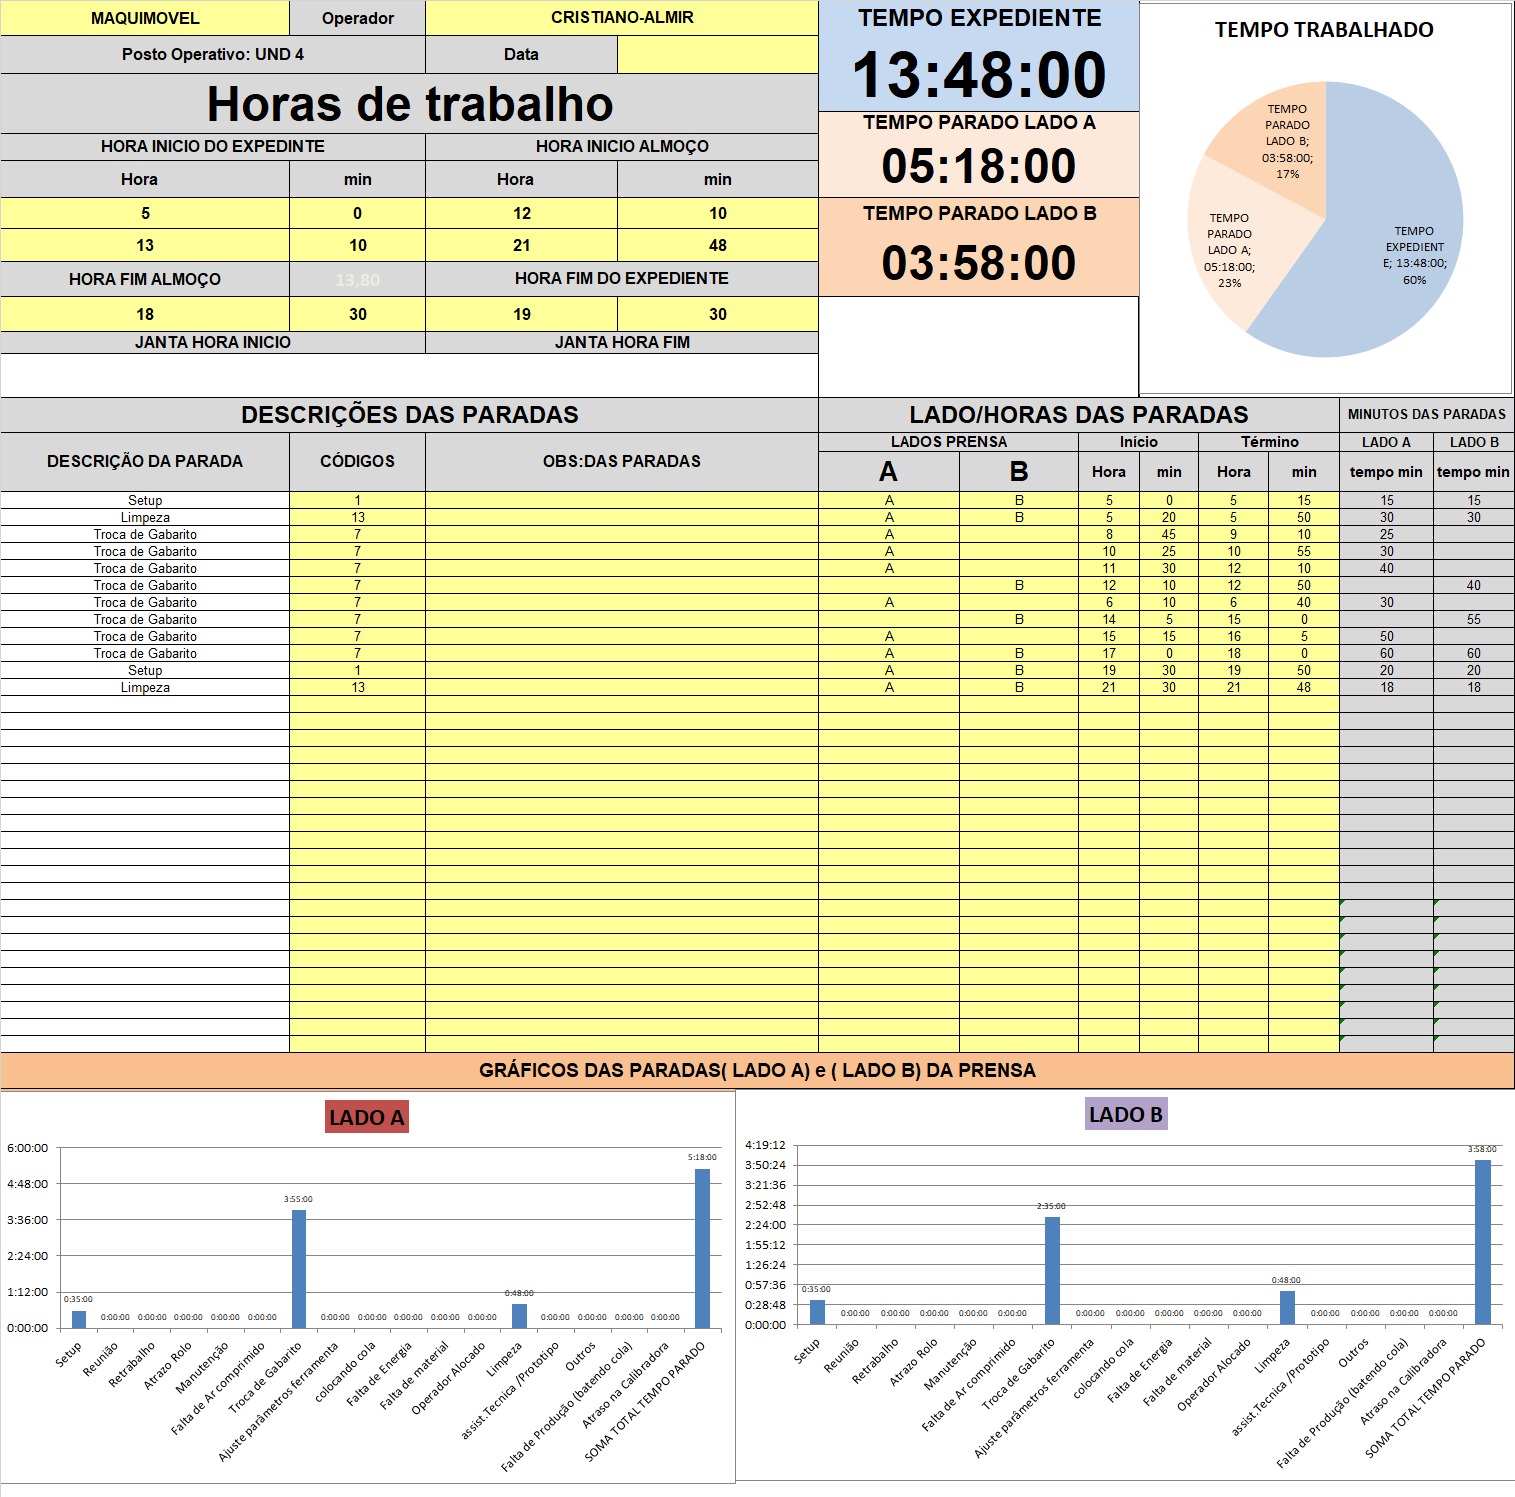 MAQUIMOVEL Operador CRISTIANO-ALMIR
Posto Operativo: UND 4 Data
Horas de trabalho
HORA INICIO DO EXPEDINTE HORA INICIO ALMOÇO
Hora min Hora min
5 0 12 10
13 10 21 48
HORA FIM ALMOÇO 13,80 HORA FIM DO EXPEDIENTE
18 30 19 30
JANTA HORA INICIO JANTA HORA FIM
TEMPO EXPEDIENTE
13:48:00
TEMPO PARADO LADO A
05:18:00
TEMPO PARADO LADO B
03:58:00
TEMPO TRABALHADO
TEMPO
PARADO
LADO B;
03:58:00;
17%
TEMPO
PARADO
LADO A;
05:18:00;
23%
TEMPO
EXPEDIENT
E; 13:48:00;
60%
DESCRIÇÕES DAS PARADAS LADO/HORAS DAS PARADAS MINUTOS DAS PARADAS
DESCRIÇÃO DA PARADA CÓDIGOS OBS:DAS PARADAS LADOS PRENSA Início Término LADO A LADO B
A B Hora min Hora min tempo min tempo min
Setup 1 A B 5 0 5 15 15 15
Limpeza 13 A B 5 20 5 50 30 30
Troca de Gabarito 7 A 8 45 9 10 25
Troca de Gabarito 7 A 10 25 10 55 30
Troca de Gabarito 7 A 11 30 12 10 40
Troca de Gabarito 7 B 12 10 12 50 40
Troca de Gabarito 7 A 6 10 6 40 30
Troca de Gabarito 7 B 14 5 15 0 55
Troca de Gabarito 7 A 15 15 16 5 50
Troca de Gabarito 7 A B 17 0 18 0 60 60
Setup 1 A B 19 30 19 50 20 20
Limpeza 13 A B 21 30 21 48 18 18
GRÁFICOS DAS PARADAS( LADO A) e ( LADO B) DA PRENSA
LADO A
6:00:00
4:48:00
3:36:00
2:24:00
1:12:00
0:00:00
0:35:00 0:00:00 0:00:00 0:00:00 0:00:00 0:00:00 3:55:00 0:00:00 0:00:00 0:00:00 0:00:00 0:00:00 0:48:00 0:00:00 0:00:00 0:00:00 0:00:00 5:18:00
Setup
Reunião
Retrabalho
Atrazo Rolo
Manutenção
Falta de Ar comprimido
Troca de Gabarito
Ajuste parâmetros ferramenta
colocando cola
Falta de Energia
Falta de material
Operador Alocado
Limpeza
assist.Tecnica /Prototipo
Outros
Falta de Produção (batendo cola)
Atraso na Calibradora
SOMA TOTAL TEMPO PARADO
LADO B
4:19:12
3:50:24
3:21:36
2:52:48
2:24:00
1:55:12
1:26:24
0:57:36
0:28:48
0:00:00
0:35:00 0:00:00 0:00:00 0:00:00 0:00:00 0:00:00 2:35:00 0:00:00 0:00:00 0:00:00 0:00:00 0:00:00 0:48:00 0:00:00 0:00:00 0:00:00 0:00:00 3:58:00
Setup
Reunião
Retrabalho
Atrazo Rolo
Manutenção
Falta de Ar comprimido
Troca de Gabarito
Ajuste parâmetros ferramenta
colocando cola
Falta de Energia
Falta de material
Operador Alocado
Limpeza
assist.Tecnica /Prototipo
Outros
Falta de Produção (batendo cola)
Atraso na Calibradora
SOMA TOTAL TEMPO PARADO